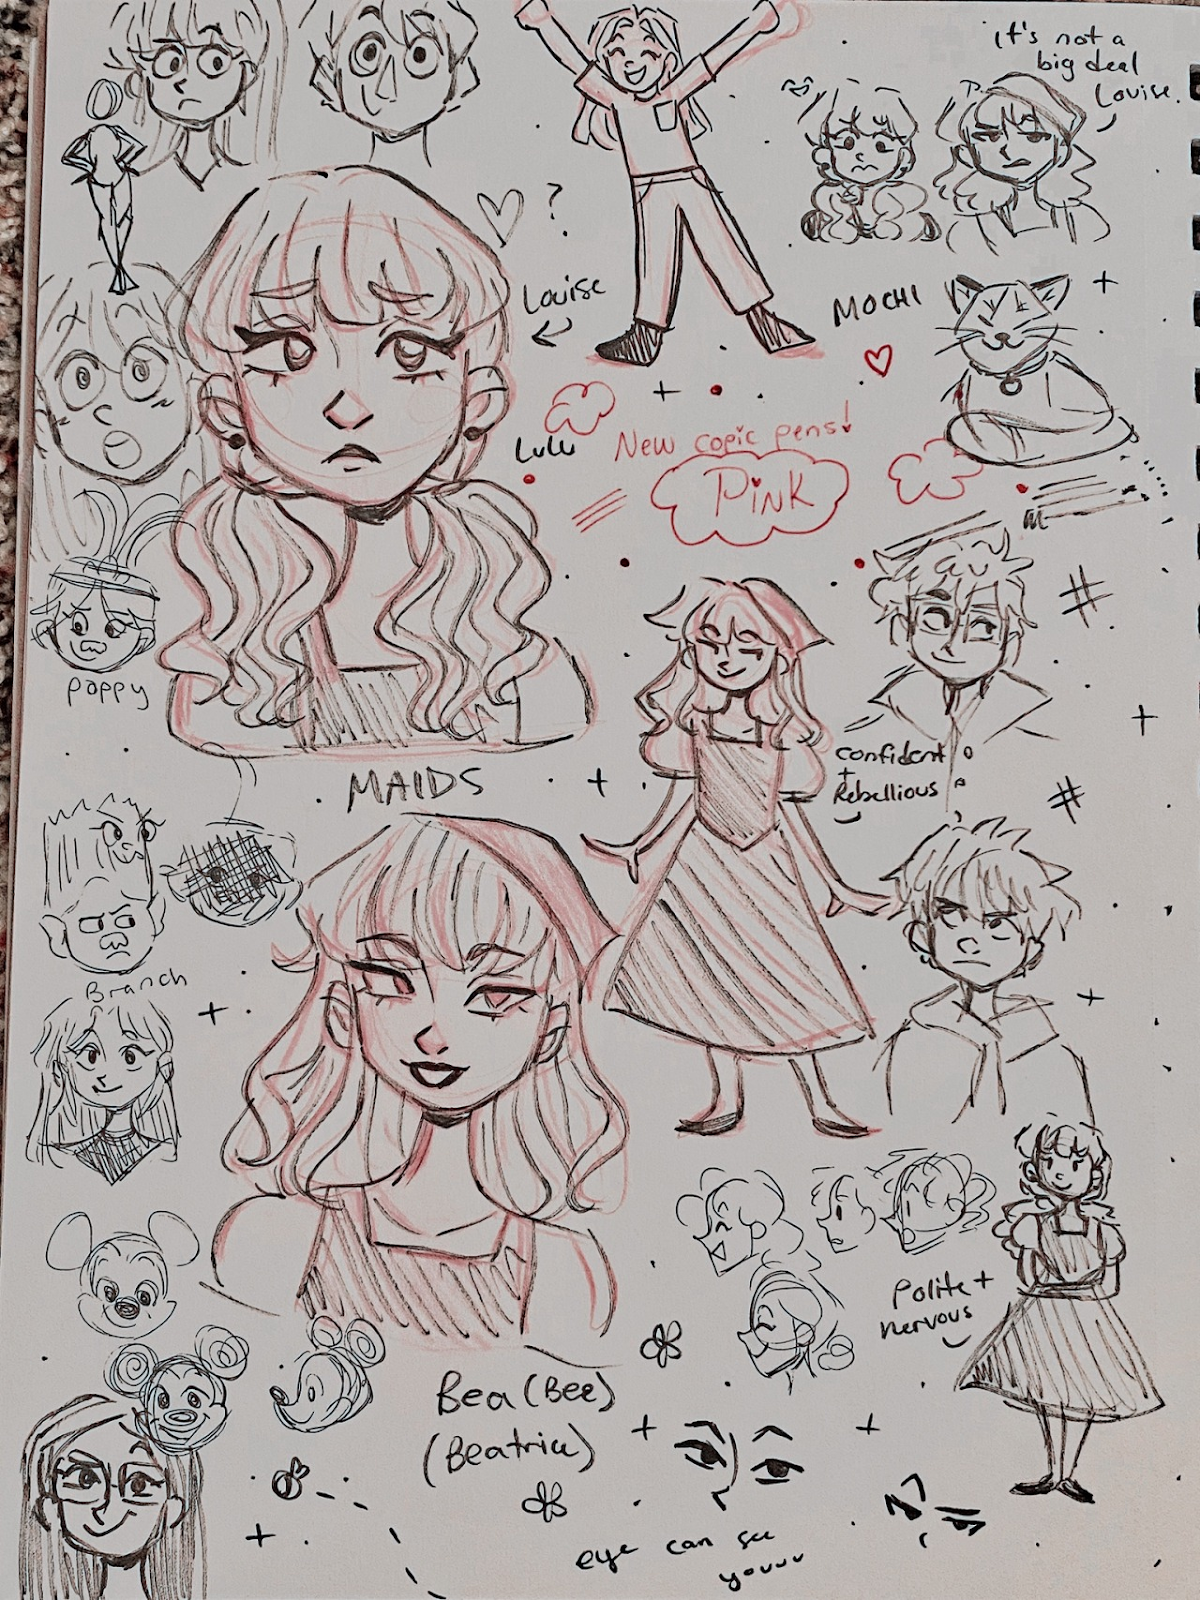 it's not a
big deal
Louise.
?
Louise
MOCHI
Lulu
New copic pens!
Pink
poppy
MAIDS
confident
+
Rebellious
Branch
Polite +
nervous
Bea (Bee)
(Beatrice)
eye can see
youuu